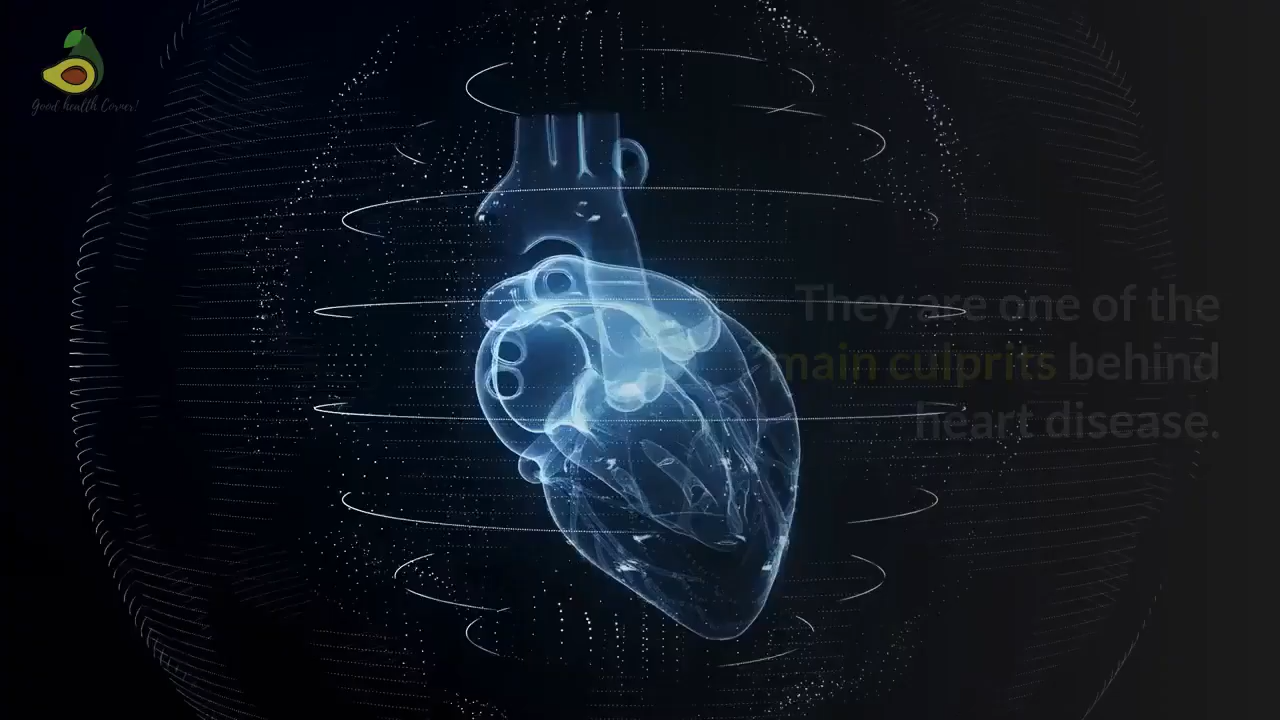 Good health Corner!
They are one of the
main culprits behind
heart disease.